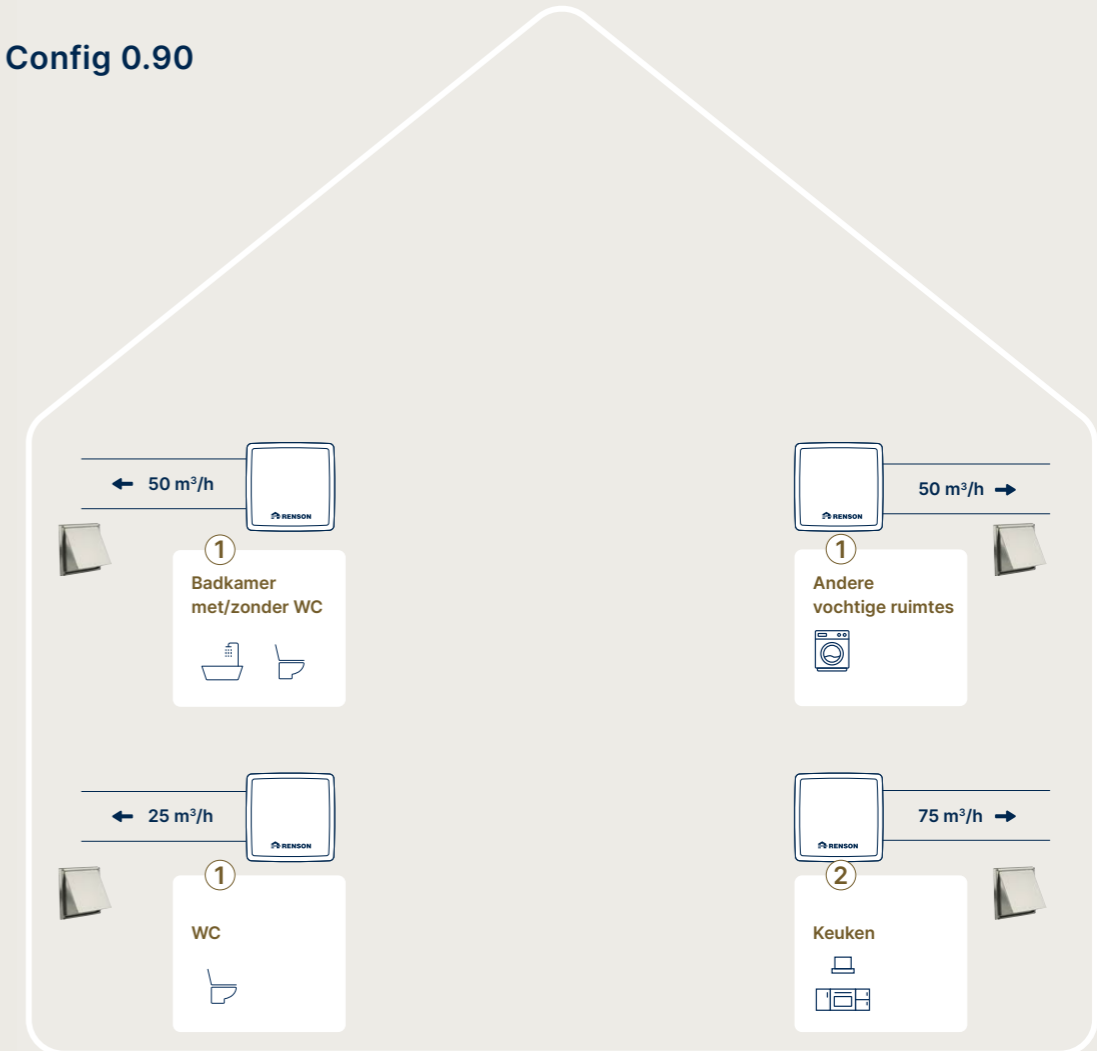 Config 0.90
50 m³/h
RENSON
1
Badkamer
met/zonder WC
50 m³/h
RENSON
1
Andere
vochtige ruimtes
25 m³/h
RENSON
1
WC
75 m³/h
RENSON
2
Keuken